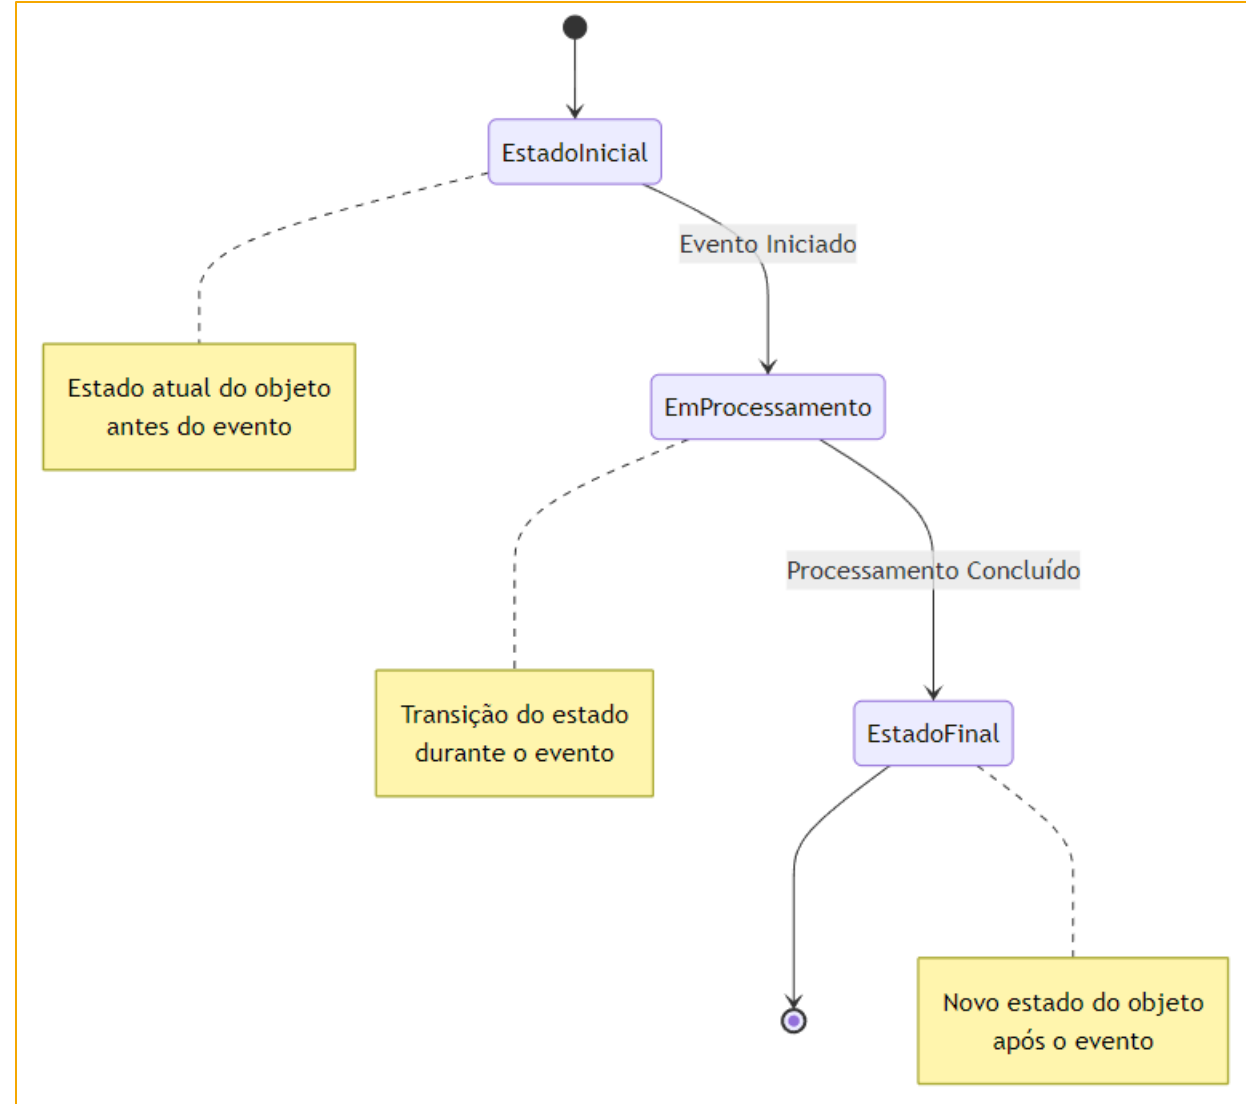 EstadoInicial
Evento Iniciado
Estado atual do objeto
antes do evento
EmProcessamento
Processamento Concluído
Transição do estado
durante o evento
EstadoFinal
Novo estado do objeto
após o evento